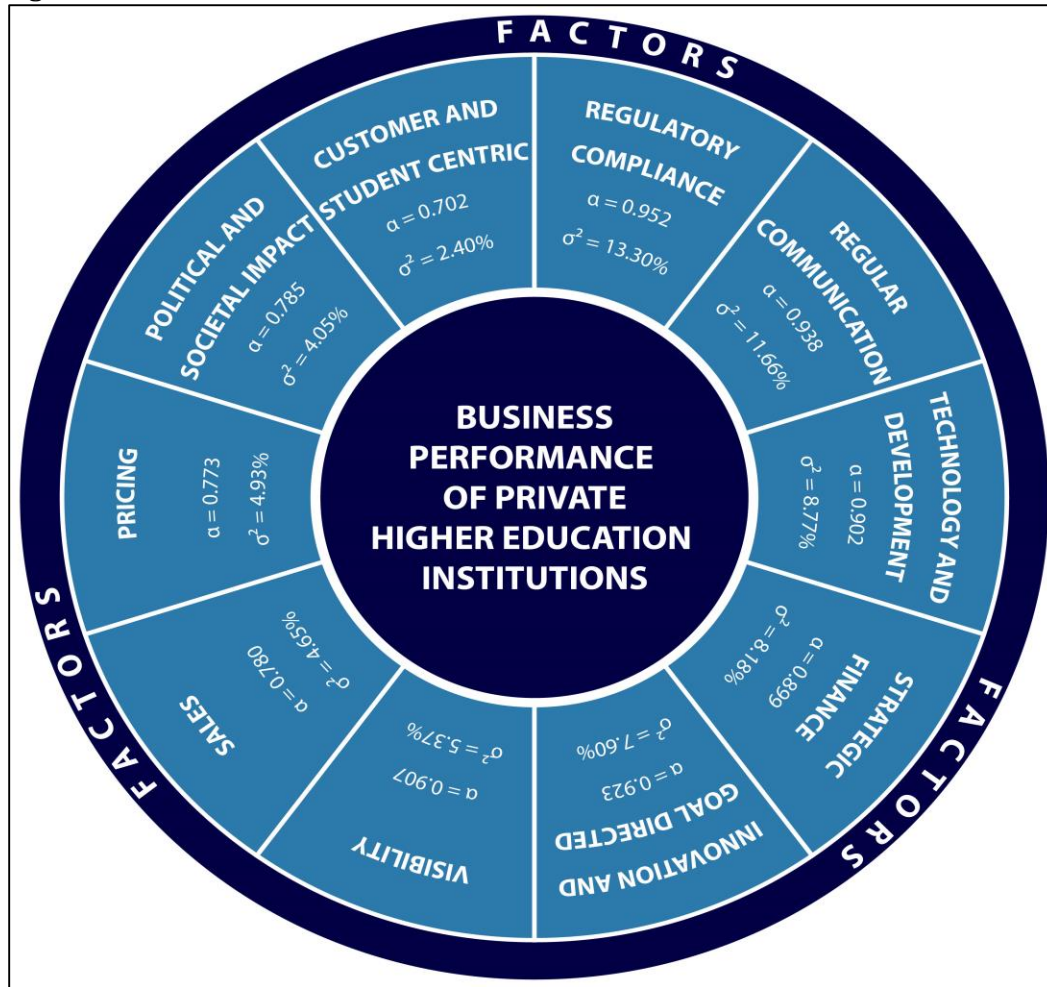 FACTORS
REGULATORY
COMPLIANCE
α = 0.952
σ² = 13.30%
REGULAR
COMMUNICATION
α = 0.938
σ² = 11.66%
TECHNOLOGY AND
DEVELOPMENT
α = 0.902
σ² = 8.77%
STRATEGIC
FINANCE
α = 0.899
σ² = 8.18%
INNOVATION AND
GOAL DIRECTED
α = 0.923
σ² = 7.60%
VISIBILITY
α = 0.907
σ² = 5.37%
SALES
α = 0.780
σ² = 4.65%
PRICING
α = 0.773
σ² = 4.93%
POLITICAL AND
SOCIETAL IMPACT
α = 0.785
σ² = 4.05%
CUSTOMER AND
STUDENT CENTRIC
α = 0.702
σ² = 2.40%
BUSINESS
PERFORMANCE
OF PRIVATE
HIGHER EDUCATION
INSTITUTIONS
FACTORS
FACTORS